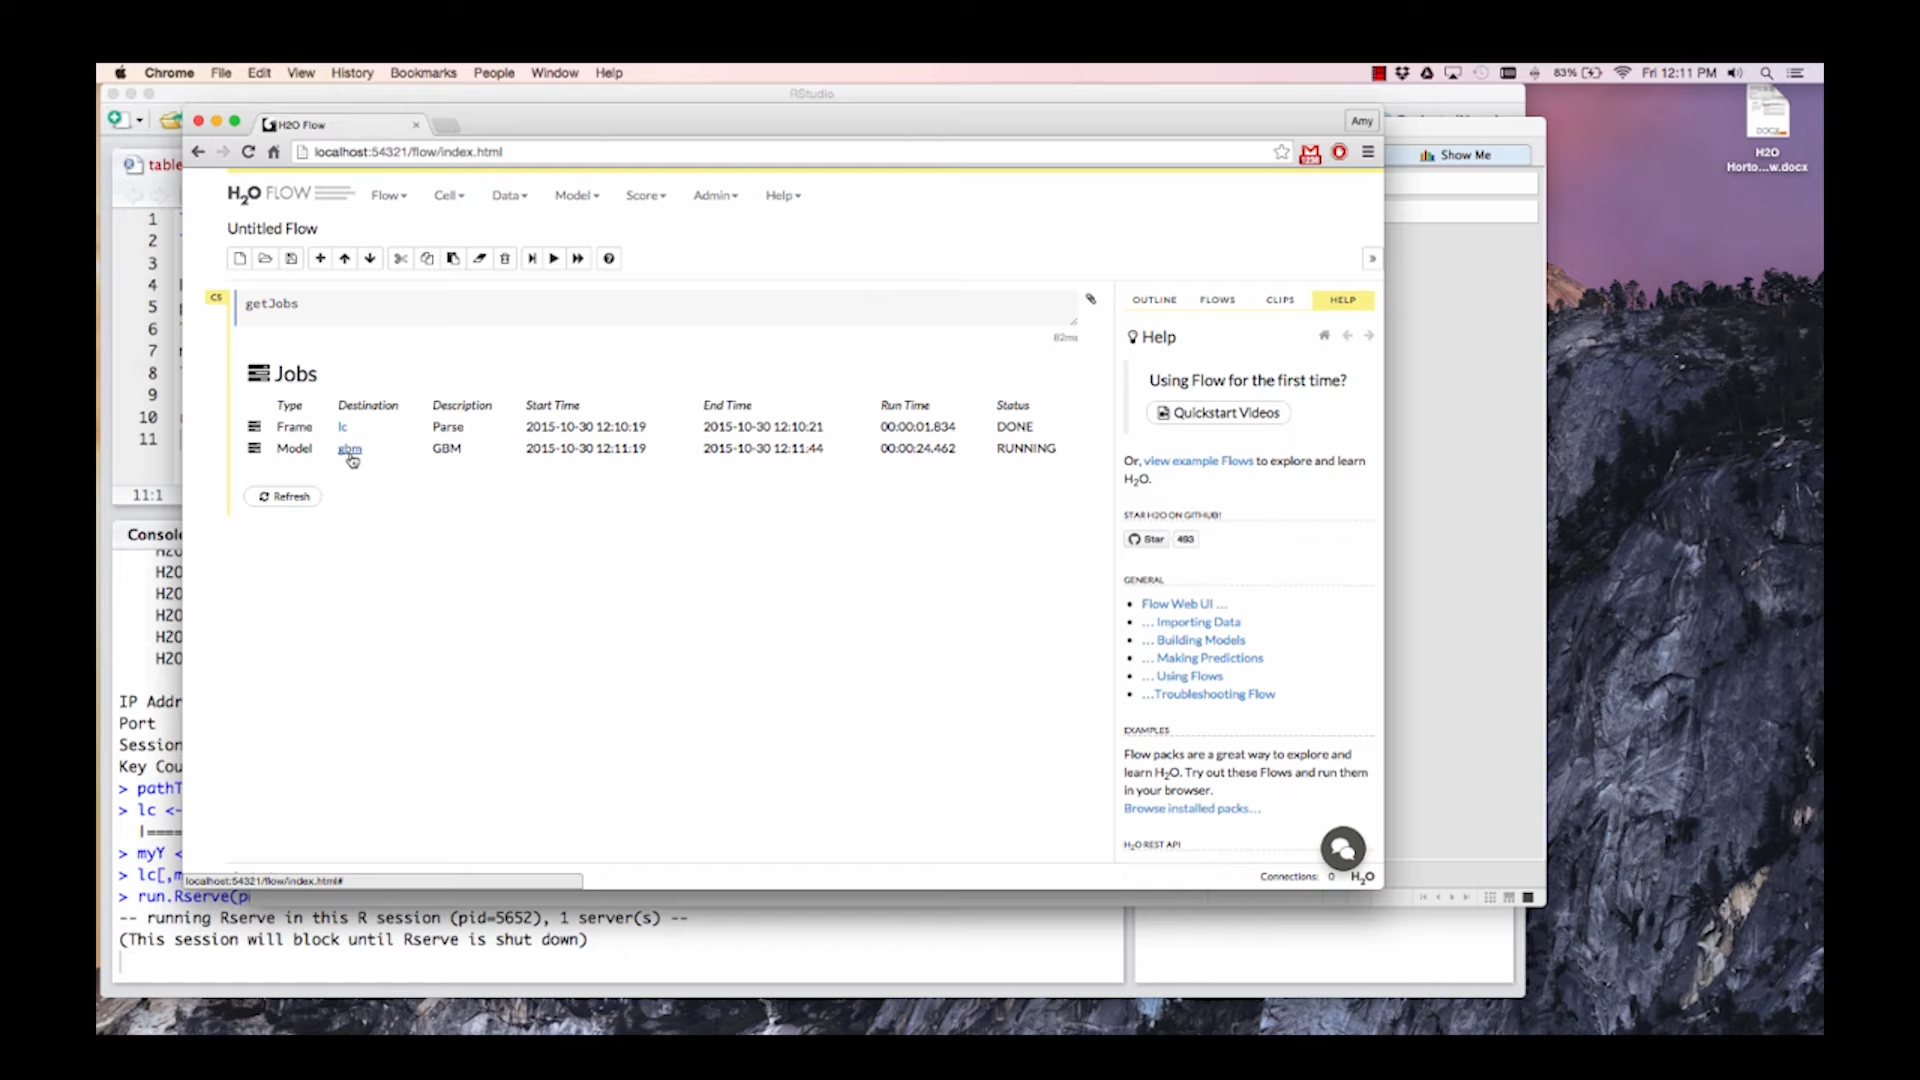 Chrome File Edit View History Bookmarks People Window Help
83% Fri 12:11 PM
RStudio
H2O Flow
Amy
localhost:54321/flow/index.html
Show Me
DOCX
H2O
Horto...w.docx
table
H2O FLOW Flow Cell Data Model Score Admin Help
Untitled Flow
CS
getJobs
82ms
Jobs
Type Destination Description Start Time End Time Run Time Status
Frame lc Parse 2015-10-30 12:10:19 2015-10-30 12:10:21 00:00:01.834 DONE
Model gbm GBM 2015-10-30 12:11:19 2015-10-30 12:11:44 00:00:24.462 RUNNING
Refresh
OUTLINE FLOWS CLIPS HELP
Help
Using Flow for the first time?
Quickstart Videos
Or, view example Flows to explore and learn
H2O.
STAR H2O ON GITHUB!
Star 493
GENERAL
Flow Web UI ...
... Importing Data
... Building Models
... Making Predictions
... Using Flows
...Troubleshooting Flow
EXAMPLES
Flow packs are a great way to explore and
learn H2O. Try out these Flows and run them
in your browser.
Browse installed packs...
H2O REST API
Connections: 0 H2O
localhost:54321/flow/index.html#
1
2
3
4
5
6
7
8
9
10
11
11:1
Console
H2O
H2O
H2O
H2O
H2O
H2O
IP Addr
Port
Session
Key Cou
> pathT
> lc <-
|====
> myY <
> lc[,m
> run.Rserve(p
-- running Rserve in this R session (pid=5652), 1 server(s) --
(This session will block until Rserve is shut down)